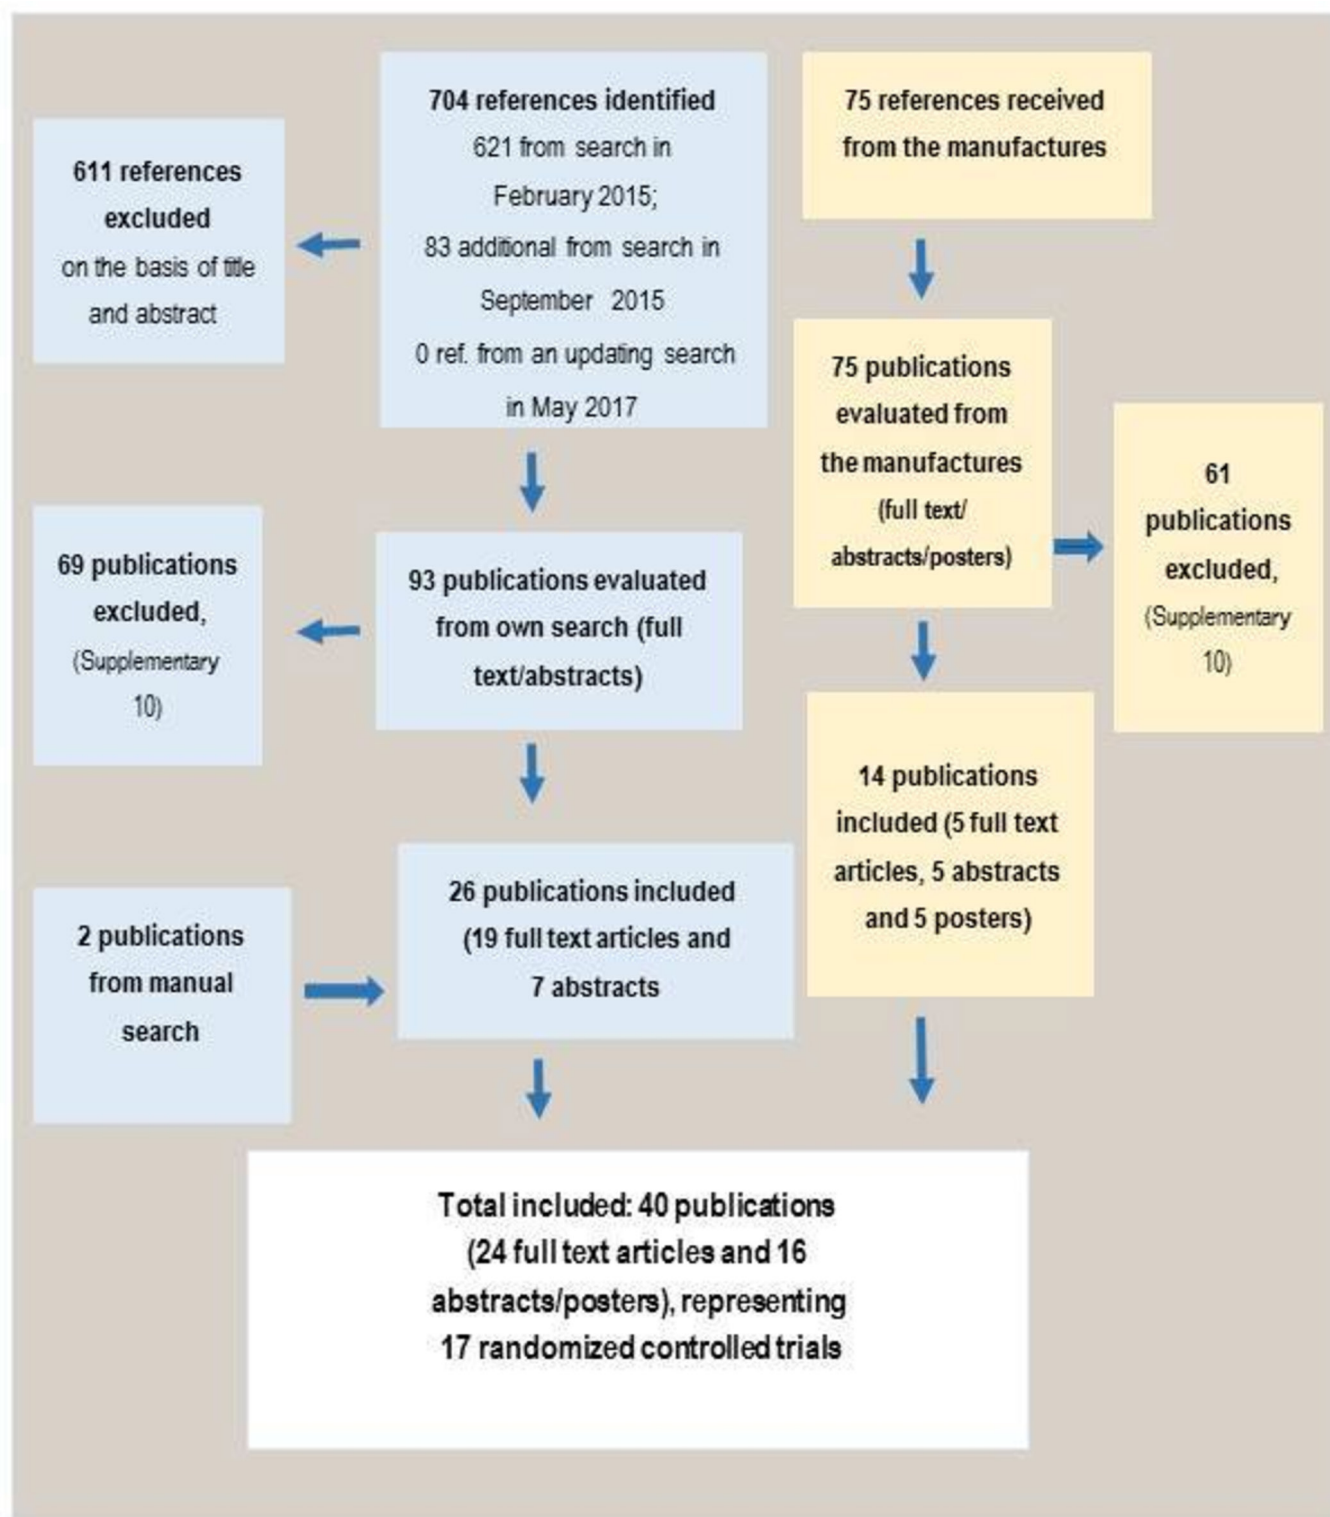 704 references identified
621 from search in
February 2015;
83 additional from search in
September 2015
0 ref. from an updating search
in May 2017
75 references received
from the manufactures
611 references
excluded
on the basis of title
and abstract
75 publications
evaluated from
the manufactures
(full text/
abstracts/posters)
61
publications
excluded,
(Supplementary
10)
69 publications
excluded,
(Supplementary
10)
93 publications evaluated
from own search (full
text/abstracts)
14 publications
included (5 full text
articles, 5 abstracts
and 5 posters)
26 publications included
(19 full text articles and
7 abstracts
2 publications
from manual
search
Total included: 40 publications
(24 full text articles and 16
abstracts/posters), representing
17 randomized controlled trials